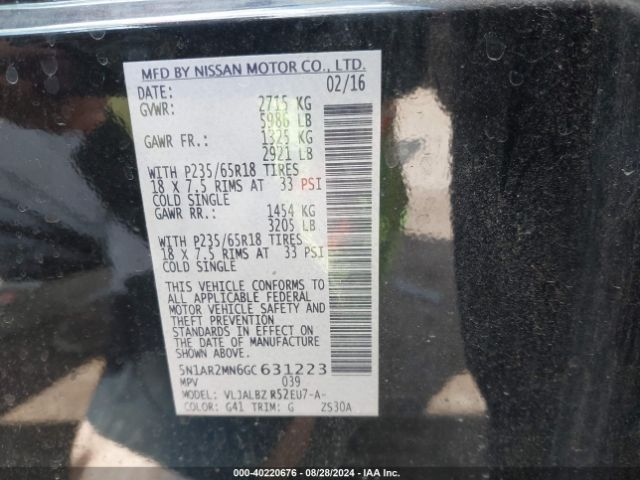 MFD BY NISSAN MOTOR CO., LTD.
DATE: 02/16
GVWR: 2715 KG
5986 LB
GAWR FR.: 1325 KG
2921 LB
WITH P235/65R18 TIRES
18 X 7.5 RIMS AT 33 PSI
COLD SINGLE
GAWR RR.: 1454 KG
3205 LB
WITH P235/65R18 TIRES
18 X 7.5 RIMS AT 33 PSI
COLD SINGLE
THIS VEHICLE CONFORMS TO
ALL APPLICABLE FEDERAL
MOTOR VEHICLE SAFETY AND
THEFT PREVENTION
STANDARDS IN EFFECT ON
THE DATE OF MANUFACTURE
SHOWN ABOVE.
5N1AR2MN6GC631223
MPV 039
MODEL: VLJALBZ R52EU7-A-
COLOR: G41 TRIM: G ZS30A
000-40220676 - 08/28/2024 - IAA Inc.